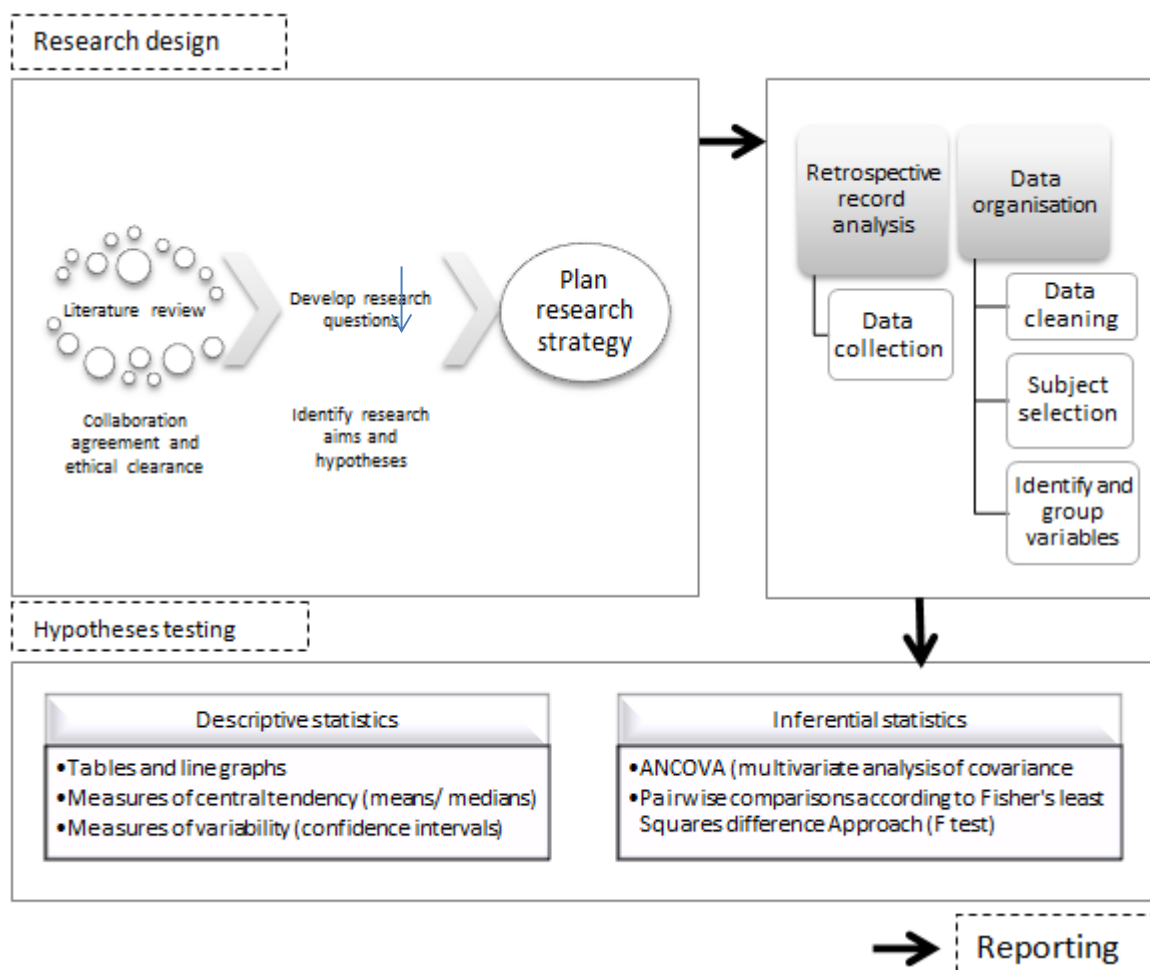 Research design
Literature review
Collaboration
agreement and
ethical clearance
Develop research
questions
Identify research
aims and
hypotheses
Plan
research
strategy
Retrospective
record
analysis
Data
collection
Data
organisation
Data
cleaning
Subject
selection
Identify and
group
variables
Hypotheses testing
Descriptive statistics
•Tables and line graphs
•Measures of central tendency (means/ medians)
•Measures of variability (confidence intervals)
Inferential statistics
•ANCOVA (multivariate analysis of covariance
•Pairwise comparisons according to Fisher's least
Squares difference Approach (F test)
Reporting